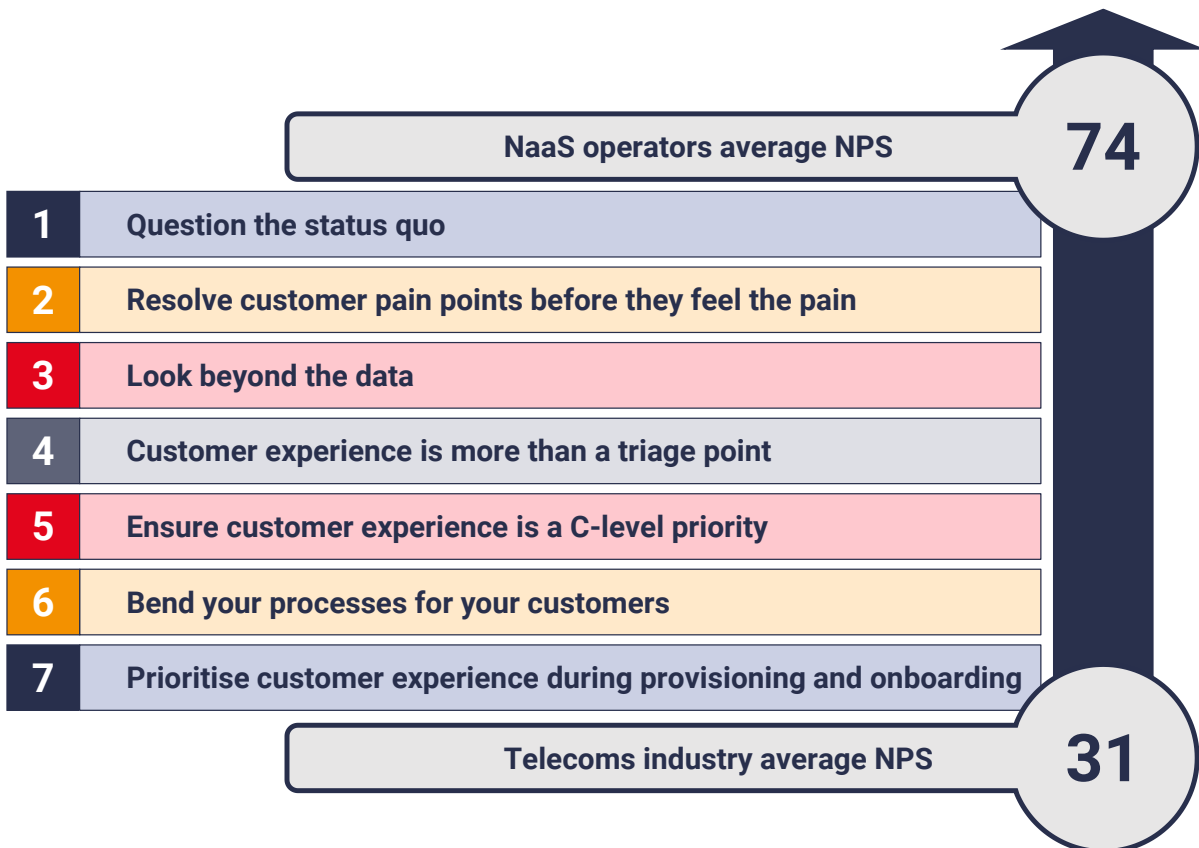 NaaS operators average NPS
74
1
Question the status quo
2
Resolve customer pain points before they feel the pain
3
Look beyond the data
4
Customer experience is more than a triage point
5
Ensure customer experience is a C-level priority
6
Bend your processes for your customers
7
Prioritise customer experience during provisioning and onboarding
Telecoms industry average NPS
31